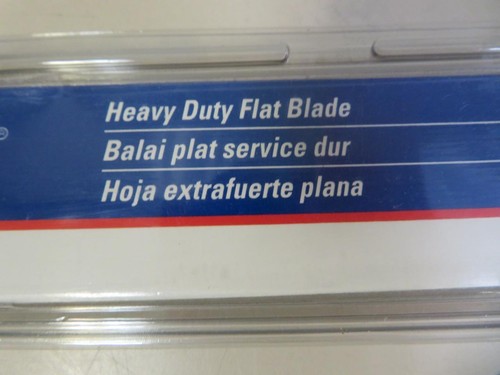 ®
Heavy Duty Flat Blade
Balai plat service dur
Hoja extrafuerte plana